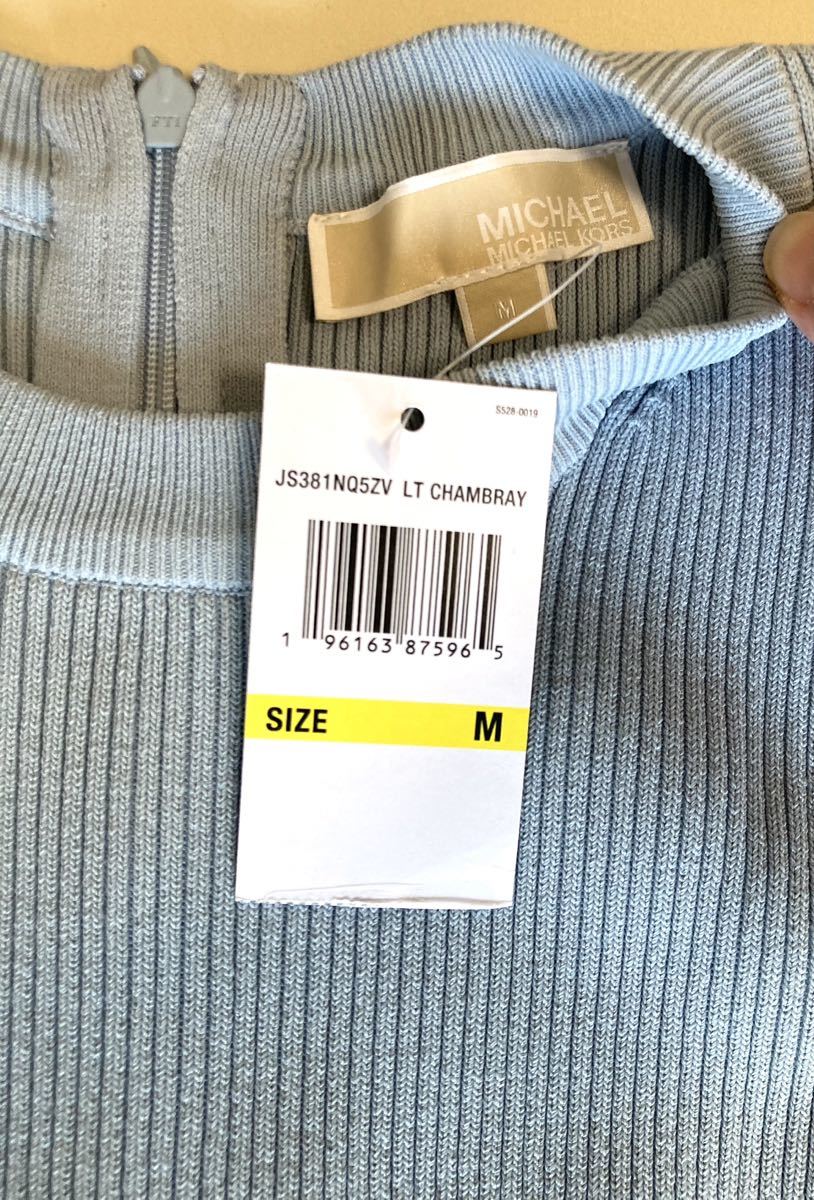 MICHAEL
MICHAEL KORS
M
S528-0019
JS381NQ5ZV LT CHAMBRAY
1 96163 87596 5
SIZE M